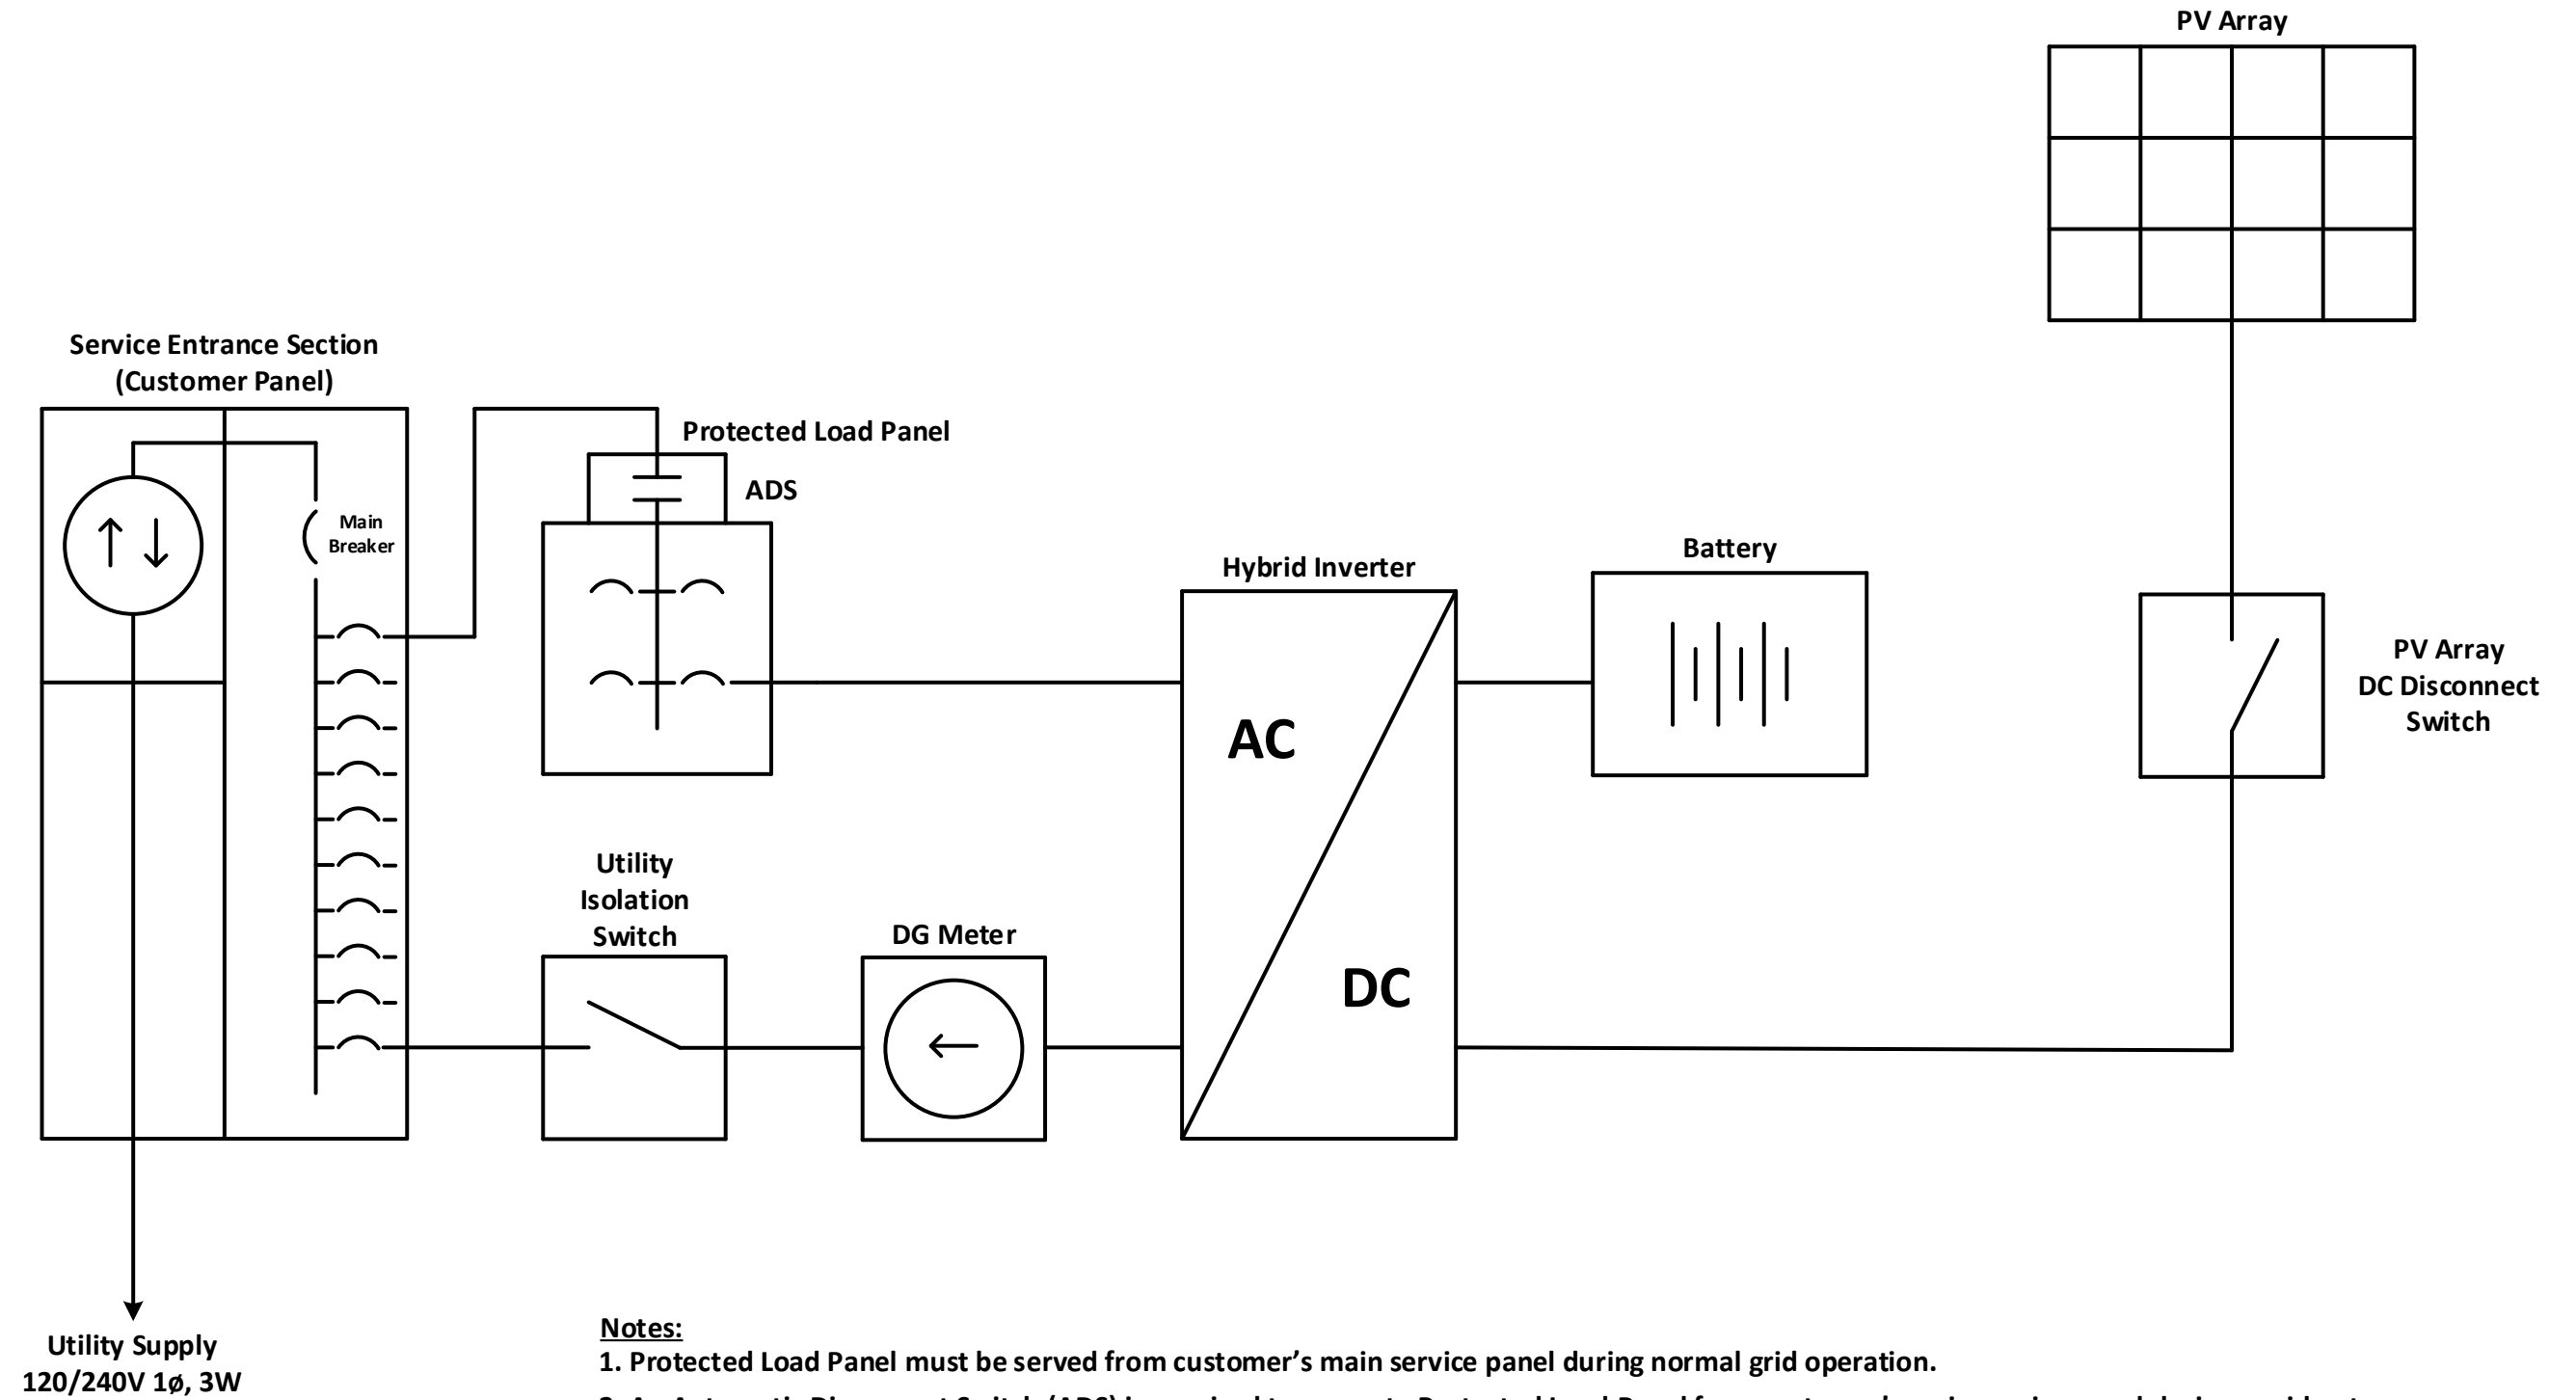 PV Array
Service Entrance Section
(Customer Panel)
Protected Load Panel
ADS
Main
Breaker
Hybrid Inverter
Battery
AC
DC
PV Array
DC Disconnect
Switch
Utility
Isolation
Switch
DG Meter
Utility Supply
120/240V 1ø, 3W
Notes:
1. Protected Load Panel must be served from customer's main service panel during normal grid operation.